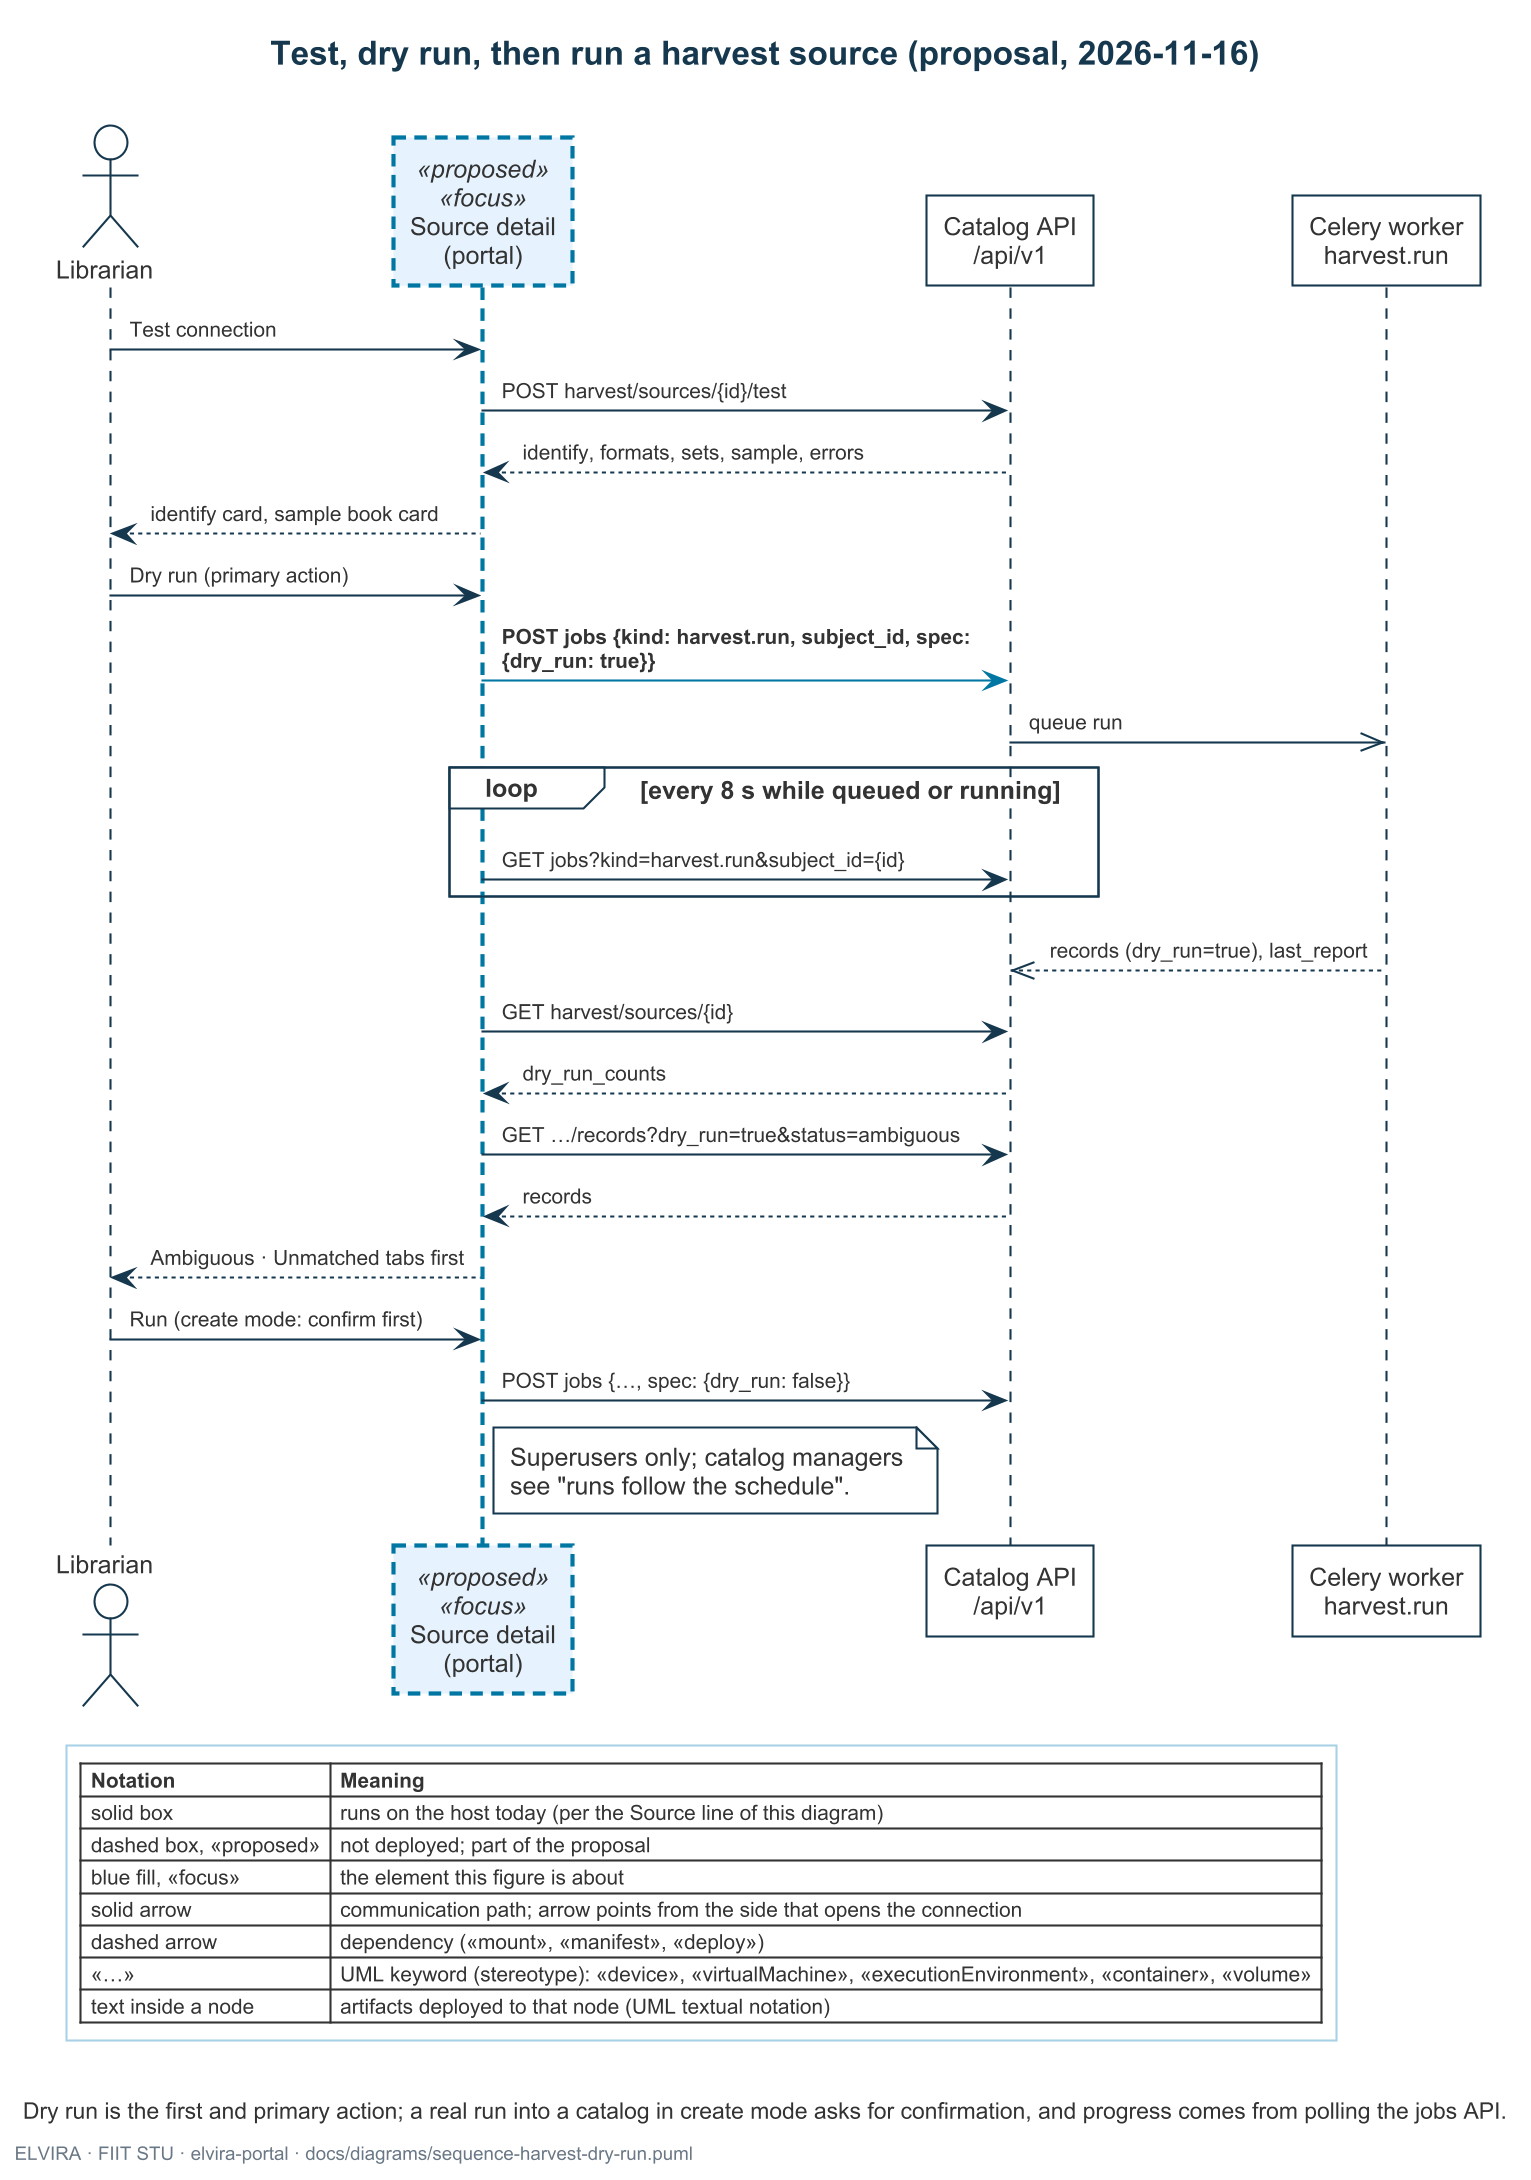 Test, dry run, then run a harvest source (proposal, 2026-11-16)
«proposed»
«focus»
Source detail
(portal)
Librarian
Catalog API
/api/v1
Celery worker
harvest.run
Test connection
POST harvest/sources/{id}/test
identify, formats, sets, sample, errors
identify card, sample book card
Dry run (primary action)
POST jobs {kind: harvest.run, subject_id, spec:
{dry_run: true}}
queue run
loop
[every 8 s while queued or running]
GET jobs?kind=harvest.run&subject_id={id}
records (dry_run=true), last_report
GET harvest/sources/{id}
dry_run_counts
GET …/records?dry_run=true&status=ambiguous
records
Ambiguous · Unmatched tabs first
Run (create mode: confirm first)
POST jobs {…, spec: {dry_run: false}}
Superusers only; catalog managers
see "runs follow the schedule".
Librarian
«proposed»
«focus»
Source detail
(portal)
Catalog API
/api/v1
Celery worker
harvest.run
Notation Meaning
solid box runs on the host today (per the Source line of this diagram)
dashed box, «proposed» not deployed; part of the proposal
blue fill, «focus» the element this figure is about
solid arrow communication path; arrow points from the side that opens the connection
dashed arrow dependency («mount», «manifest», «deploy»)
«…» UML keyword (stereotype): «device», «virtualMachine», «executionEnvironment», «container», «volume»
text inside a node artifacts deployed to that node (UML textual notation)
Dry run is the first and primary action; a real run into a catalog in create mode asks for confirmation, and progress comes from polling the jobs API.
ELVIRA · FIIT STU · elvira-portal · docs/diagrams/sequence-harvest-dry-run.puml